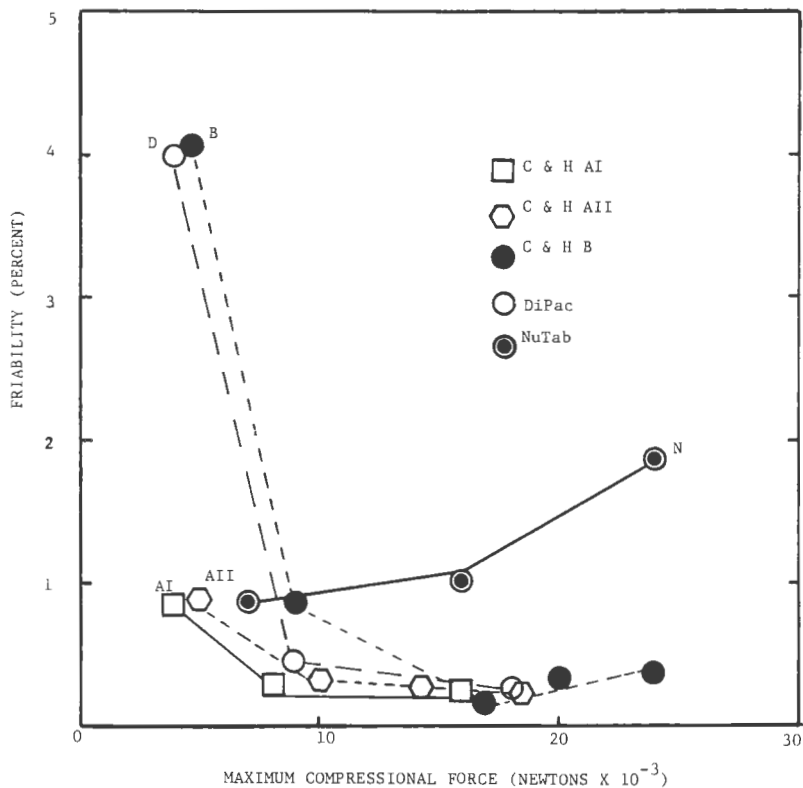 5
4
3
2
1
0
10
20
30
FRIABILITY (PERCENT)
MAXIMUM COMPRESSIONAL FORCE (NEWTONS X 10-3)
D
B
C & H AI
C & H AII
C & H B
DiPac
NuTab
N
AI
AII